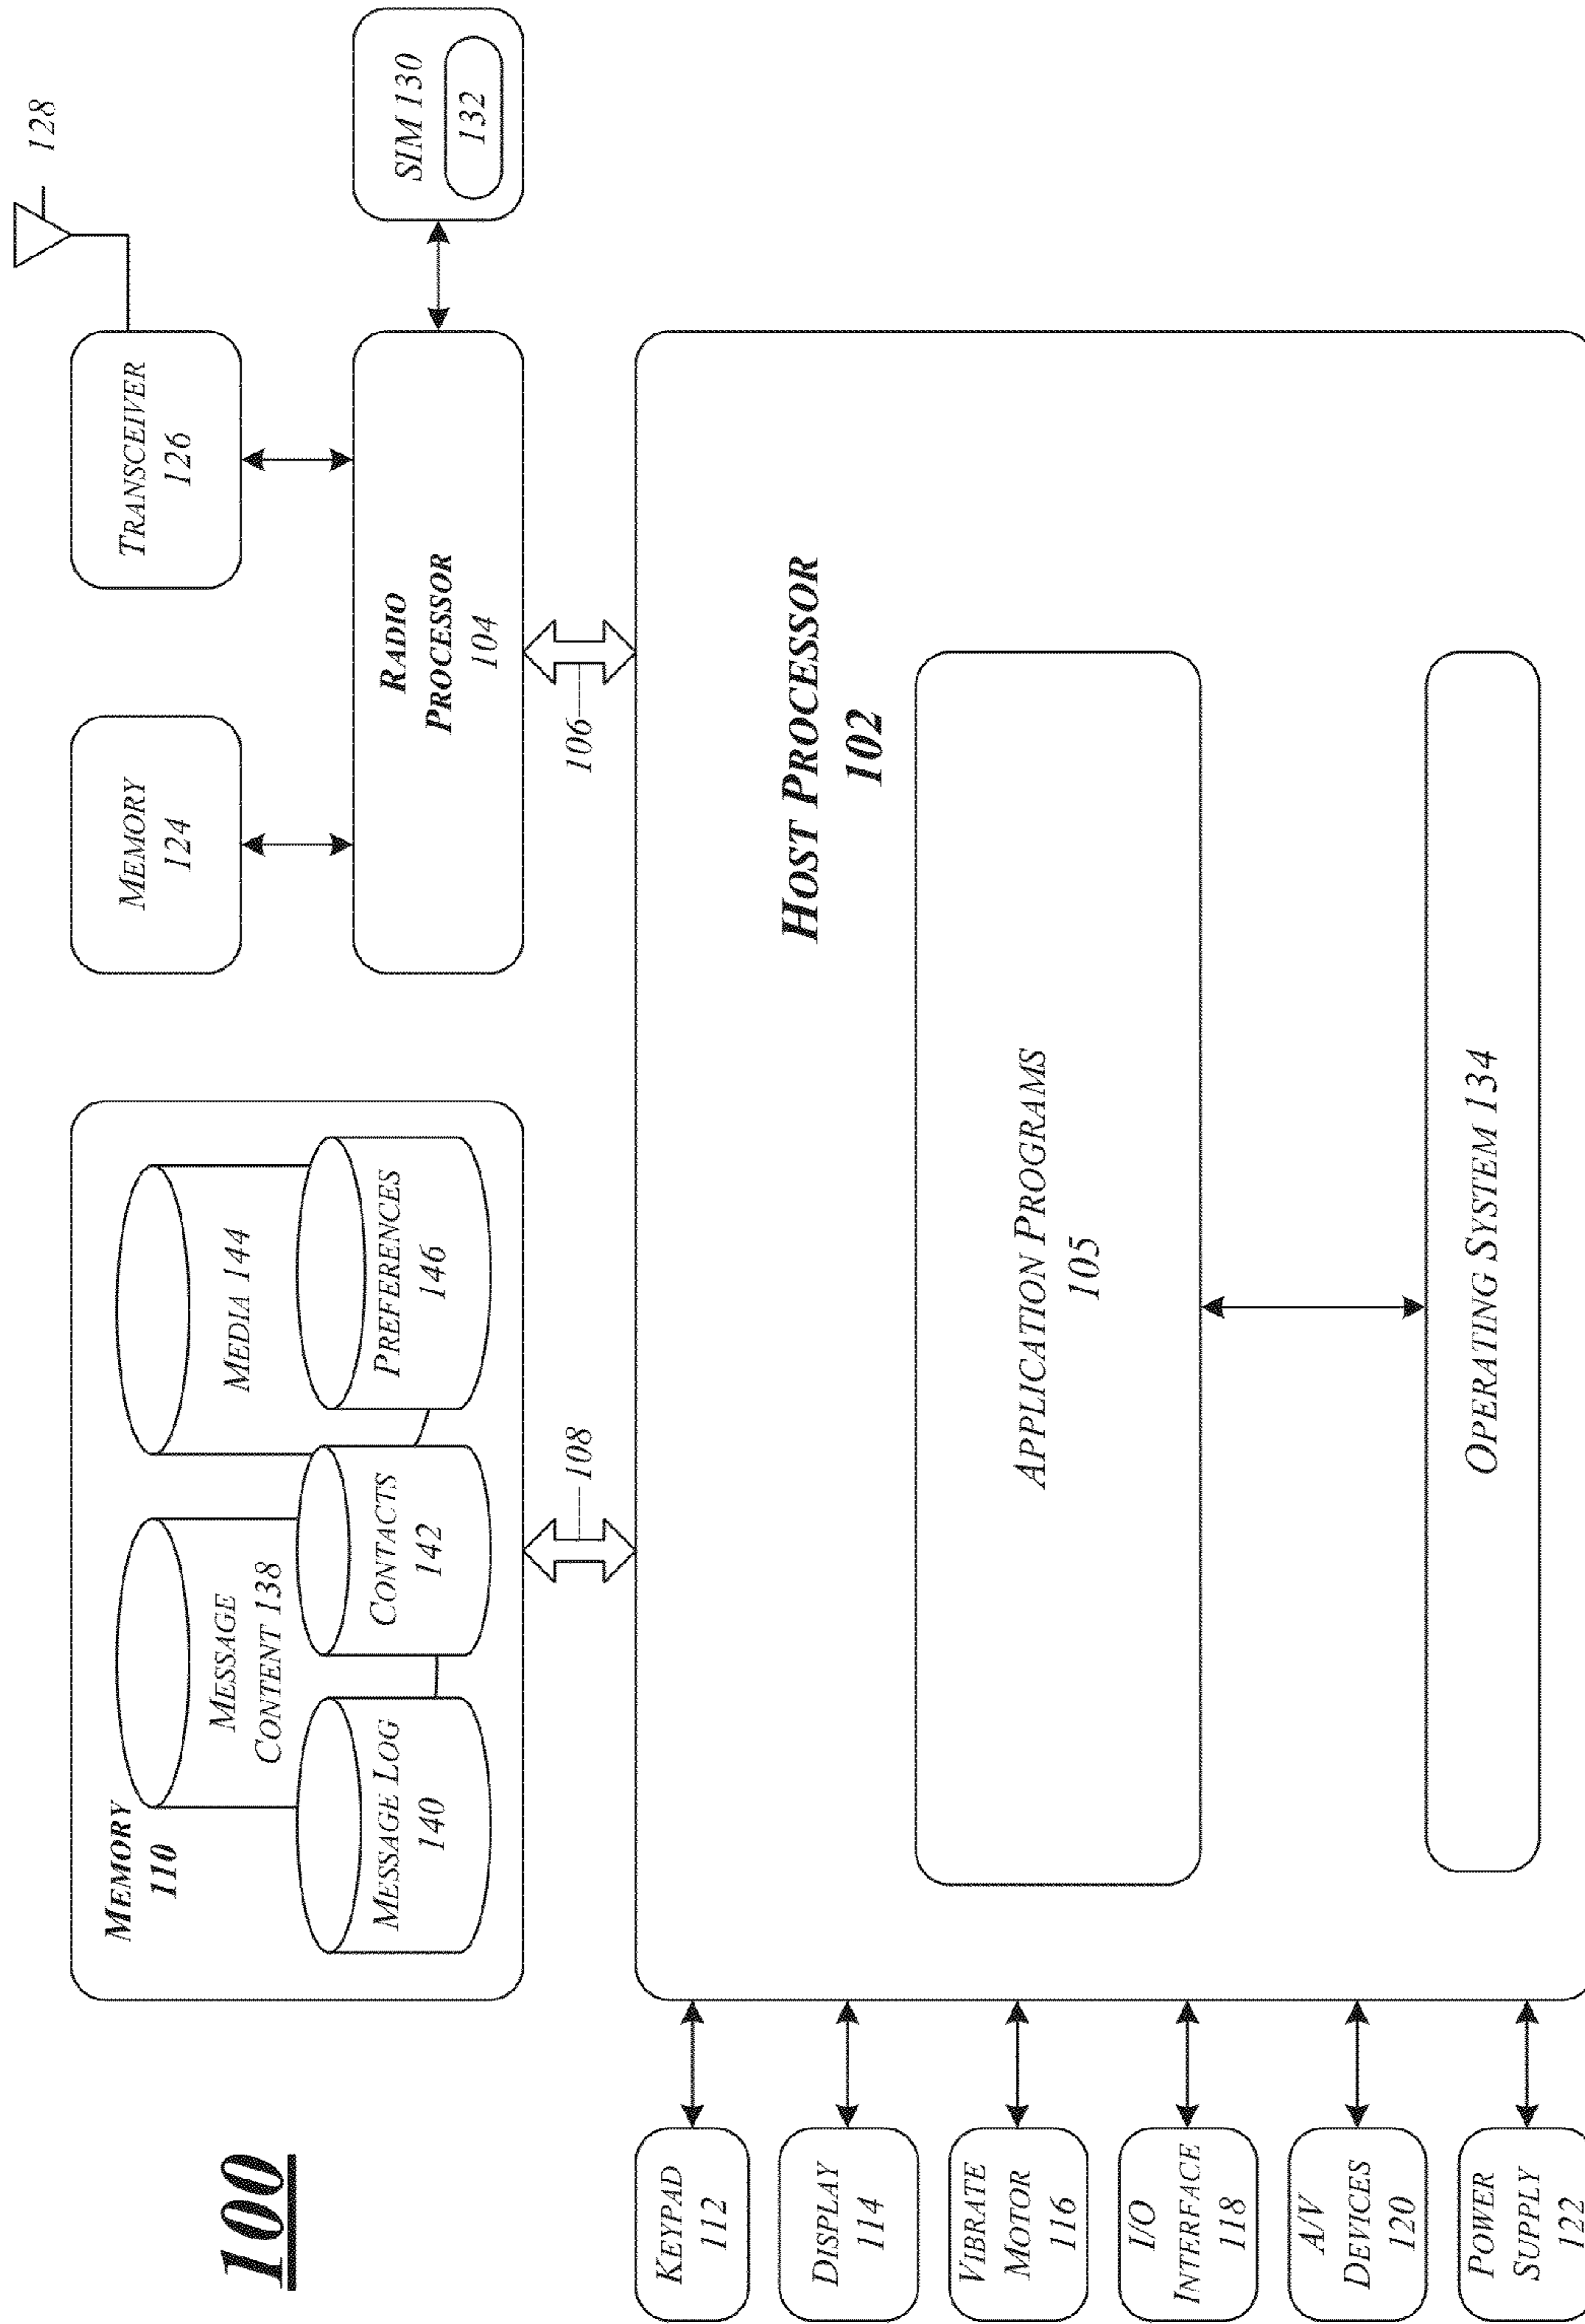 100
MEMORY
110
MESSAGE
CONTENT 138
MEDIA 144
MESSAGE LOG
140
CONTACTS
142
PREFERENCES
146
MEMORY
124
TRANSCEIVER
126
128
RADIO
PROCESSOR
104
SIM 130
132
108
106
KEYPAD
112
DISPLAY
114
VIBRATE
MOTOR
116
I/O
INTERFACE
118
A/V
DEVICES
120
POWER
SUPPLY
122
HOST PROCESSOR
102
APPLICATION PROGRAMS
105
OPERATING SYSTEM 134